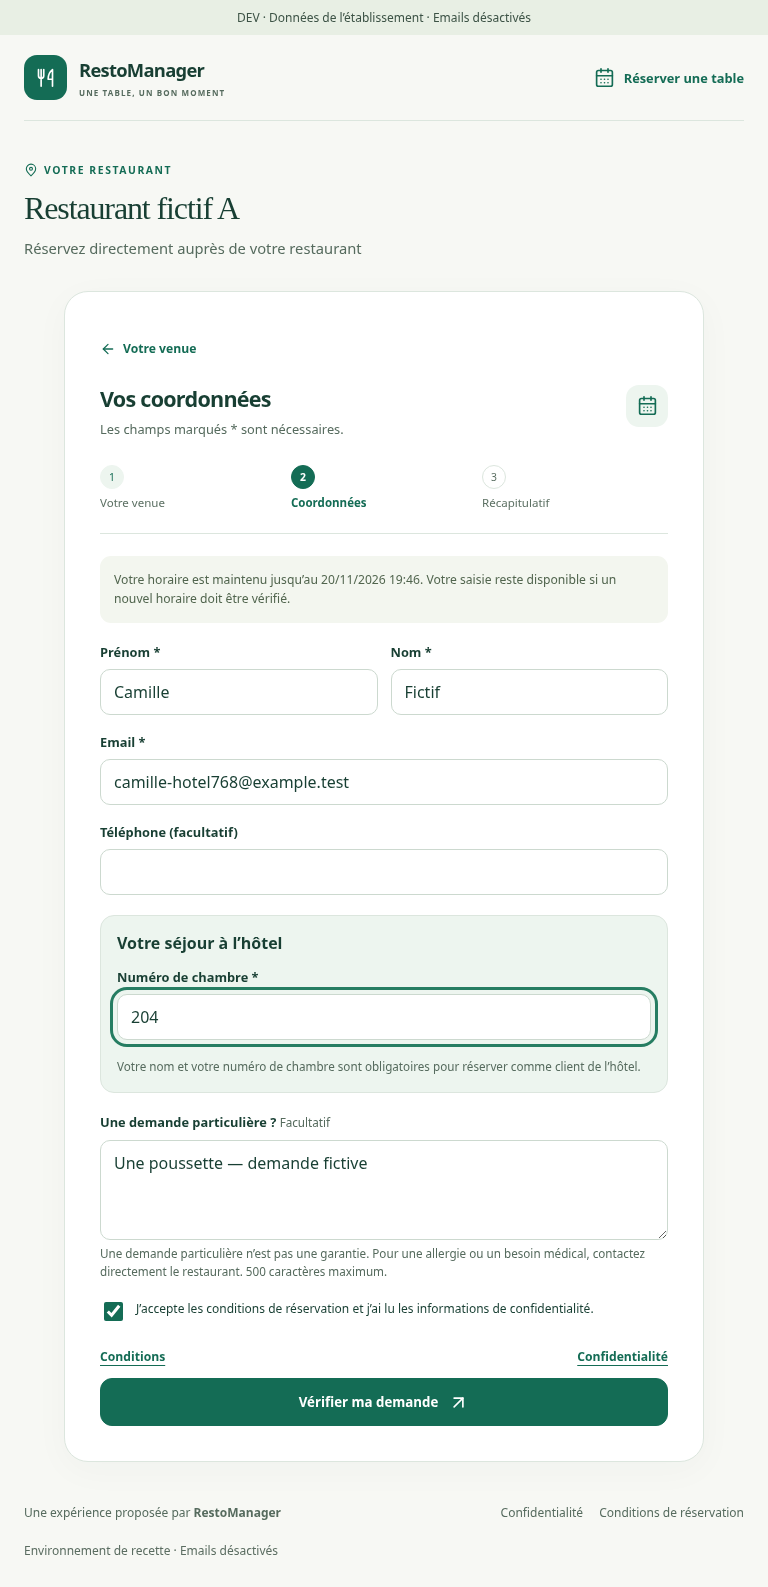 DEV · Données de l’établissement · Emails désactivés
RestoManager
UNE TABLE, UN BON MOMENT
Réserver une table
VOTRE RESTAURANT
Restaurant fictif A
Réservez directement auprès de votre restaurant
Votre venue
Vos coordonnées
Les champs marqués * sont nécessaires.
1
Votre venue
2
Coordonnées
3
Récapitulatif
Votre horaire est maintenu jusqu’au 20/11/2026 19:46. Votre saisie reste disponible si un
nouvel horaire doit être vérifié.
Prénom *
Nom *
Camille
Fictif
Email *
camille-hotel768@example.test
Téléphone (facultatif)
Votre séjour à l’hôtel
Numéro de chambre *
204
Votre nom et votre numéro de chambre sont obligatoires pour réserver comme client de l’hôtel.
Une demande particulière ? Facultatif
Une poussette — demande fictive
Une demande particulière n’est pas une garantie. Pour une allergie ou un besoin médical, contactez
directement le restaurant. 500 caractères maximum.
J’accepte les conditions de réservation et j’ai lu les informations de confidentialité.
Conditions
Confidentialité
Vérifier ma demande
Une expérience proposée par RestoManager
Confidentialité
Conditions de réservation
Environnement de recette · Emails désactivés